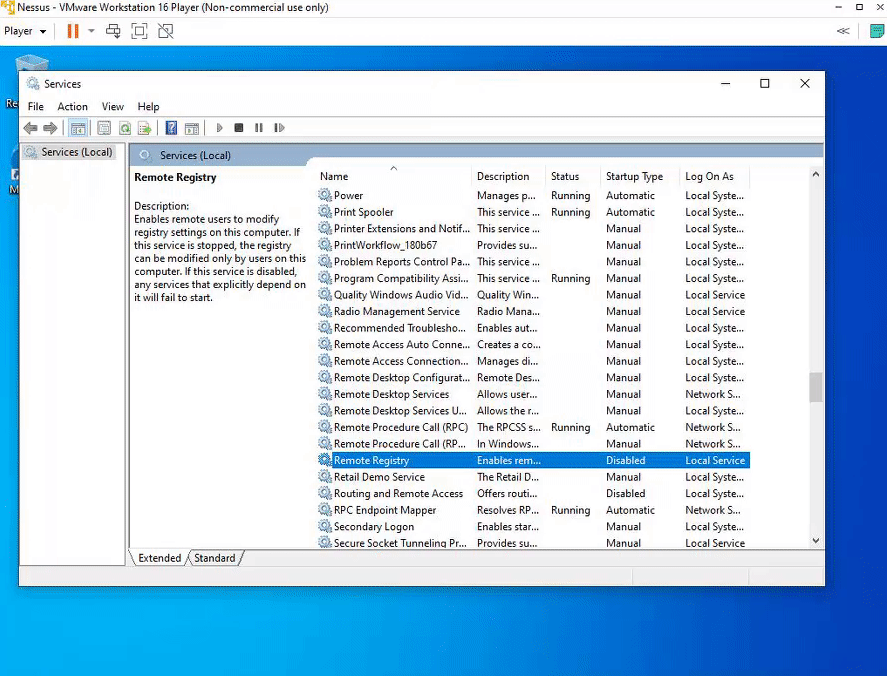 Nessus - VMware Workstation 16 Player (Non-commercial use only)
Player
Services
File Action View Help
Services (Local)
Services (Local)
Remote Registry
Description:
Enables remote users to modify
registry settings on this computer. If
this service is stopped, the registry
can be modified only by users on this
computer. If this service is disabled,
any services that explicitly depend on
it will fail to start.
Name Description Status Startup Type Log On As
Power Manages p... Running Automatic Local Syste...
Print Spooler This service ... Running Automatic Local Syste...
Printer Extensions and Notif... This service ... Manual Local Syste...
PrintWorkflow_180b67 Provides su... Manual Local Syste...
Problem Reports Control Pa... This service ... Manual Local Syste...
Program Compatibility Assi... This service ... Running Manual Local Syste...
Quality Windows Audio Vid... Quality Win... Manual Local Service
Radio Management Service Radio Mana... Manual Local Service
Recommended Troublesho... Enables aut... Manual Local Syste...
Remote Access Auto Conne... Creates a co... Manual Local Syste...
Remote Access Connection... Manages di... Manual Local Syste...
Remote Desktop Configurat... Remote Des... Manual Local Syste...
Remote Desktop Services Allows user... Manual Network S...
Remote Desktop Services U... Allows the r... Manual Local Syste...
Remote Procedure Call (RPC) The RPCSS s... Running Automatic Network S...
Remote Procedure Call (RP... In Windows... Manual Network S...
Remote Registry Enables rem... Disabled Local Service
Retail Demo Service The Retail D... Manual Local Syste...
Routing and Remote Access Offers routi... Disabled Local Syste...
RPC Endpoint Mapper Resolves RP... Running Automatic Network S...
Secondary Logon Enables star... Manual Local Syste...
Secure Socket Tunneling Pr... Provides su... Manual Local Service
Extended Standard